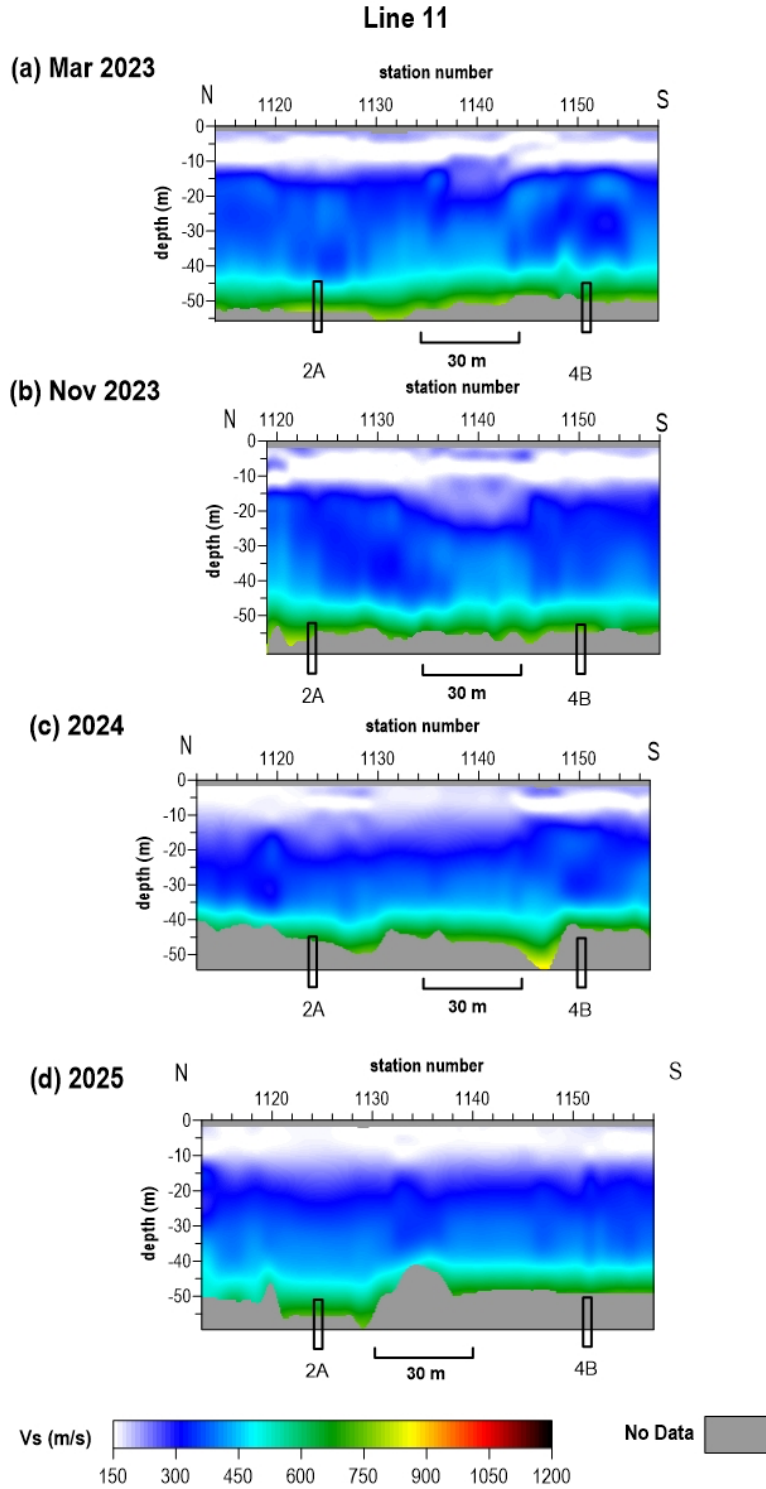 Line 11
(a) Mar 2023
station number
N 1120 1130 1140 1150 S
depth (m)
0
-10
-20
-30
-40
-50
30 m
2A 4B
(b) Nov 2023
station number
N 1120 1130 1140 1150 S
depth (m)
0
-10
-20
-30
-40
-50
30 m
2A 4B
(c) 2024
station number
N 1120 1130 1140 1150 S
depth (m)
0
-10
-20
-30
-40
-50
30 m
2A 4B
(d) 2025
station number
N 1120 1130 1140 1150 S
depth (m)
0
-10
-20
-30
-40
-50
30 m
2A 4B
Vs (m/s)
150 300 450 600 750 900 1050 1200
No Data